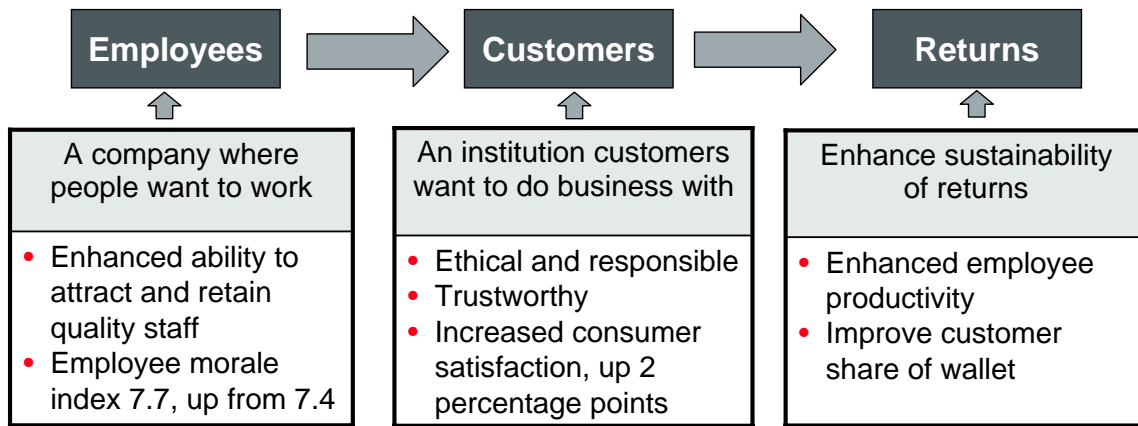 Employees
Customers
Returns
A company where
people want to work
• Enhanced ability to
attract and retain
quality staff
• Employee morale
index 7.7, up from 7.4
An institution customers
want to do business with
• Ethical and responsible
• Trustworthy
• Increased consumer
satisfaction, up 2
percentage points
Enhance sustainability
of returns
• Enhanced employee
productivity
• Improve customer
share of wallet